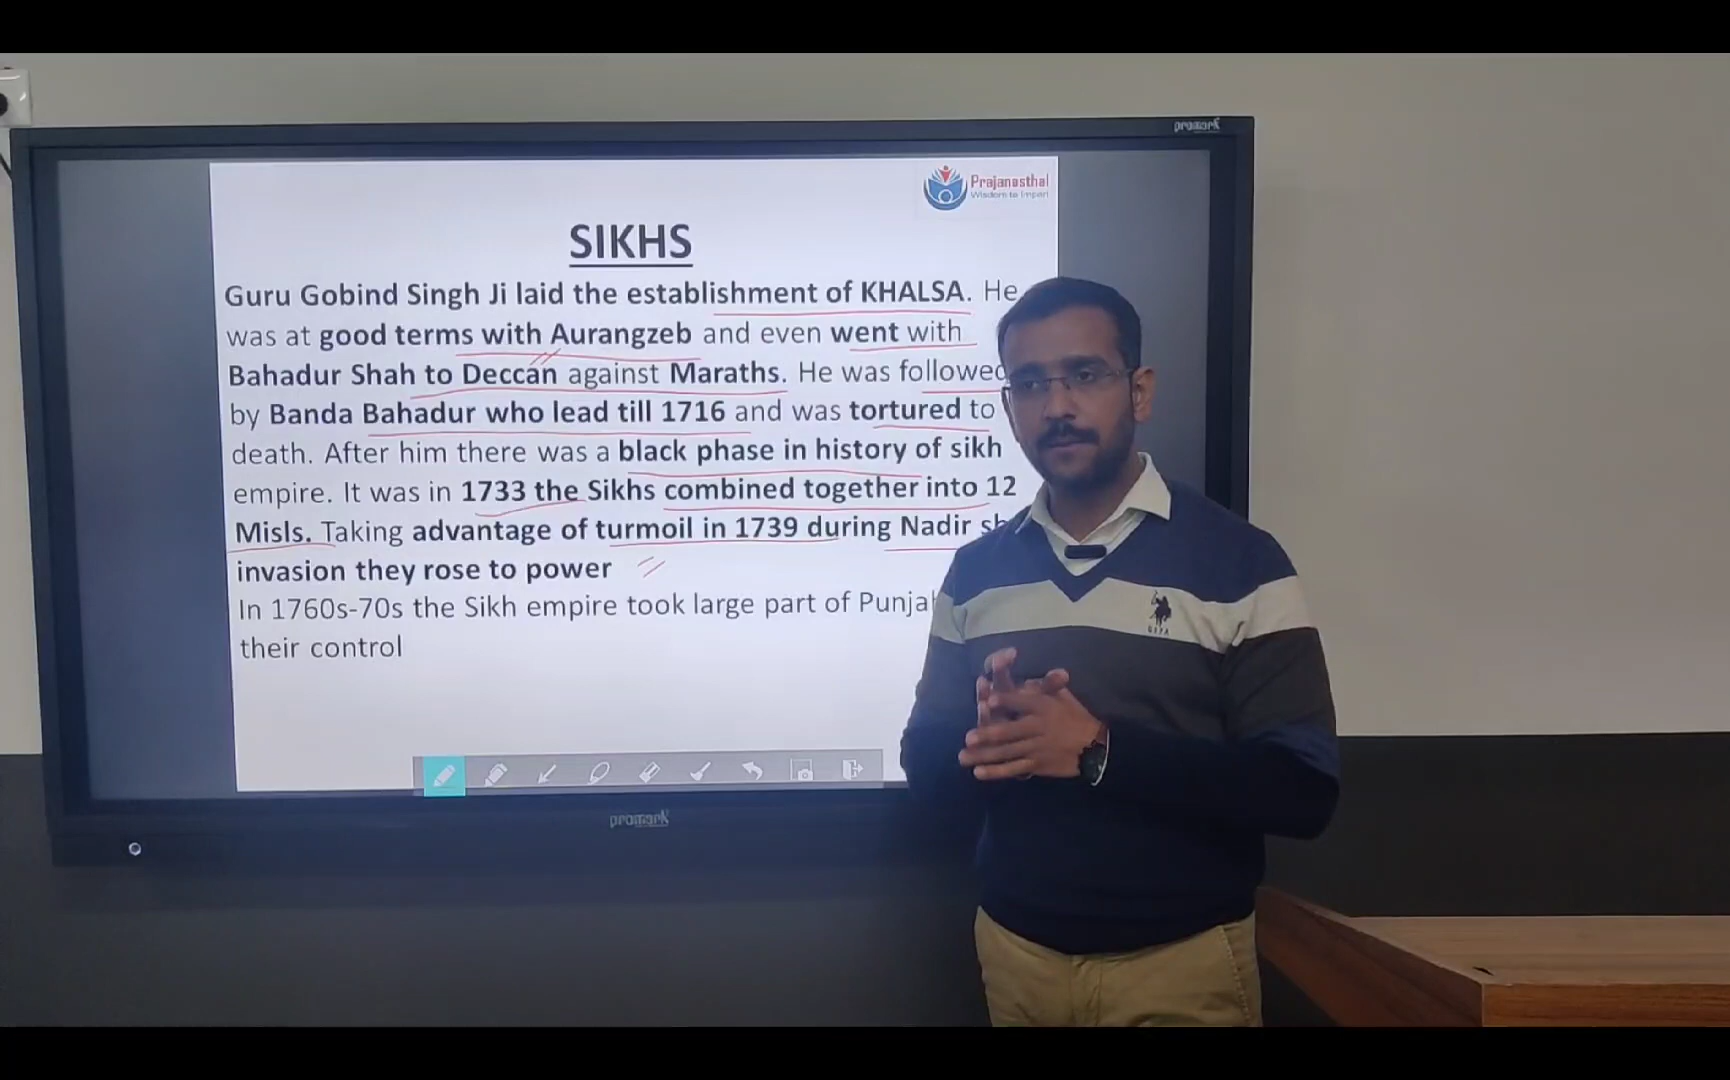 promark
Prajanasthal
Wisdom to Impart
SIKHS
Guru Gobind Singh Ji laid the establishment of KHALSA. He
was at good terms with Aurangzeb and even went with
Bahadur Shah to Deccan against Maraths. He was followed
by Banda Bahadur who lead till 1716 and was tortured to
death. After him there was a black phase in history of sikh
empire. It was in 1733 the Sikhs combined together into 12
Misls. Taking advantage of turmoil in 1739 during Nadir
invasion they rose to power
In 1760s-70s the Sikh empire took large part of
their control
promark